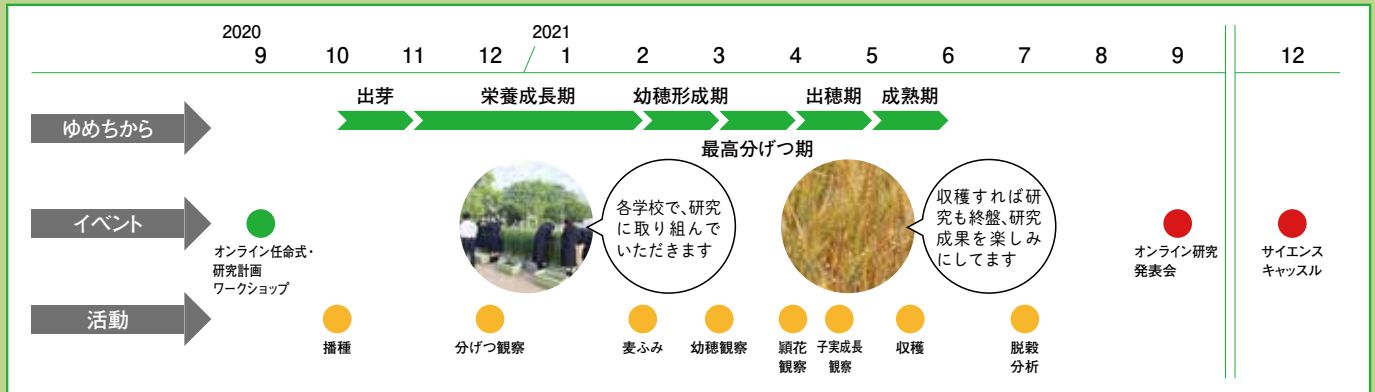 2020
2021
9 10 11 12 1 2 3 4 5 6 7 8 9 12
出芽 栄養成長期 幼穂形成期 出穂期 成熟期
ゆめちから
最高分げつ期
各学校で、研究
に取り組んで
いただきます
収穫すれば研
究も終盤、研究
成果を楽しみ
にしてます
イベント
オンライン任命式・
研究計画
ワークショップ
オンライン研究
発表会
サイエンス
キャッスル
活動
播種
分げつ観察
麦ふみ
幼穂観察
頴花
観察
子実成長
観察
収穫
脱穀
分析